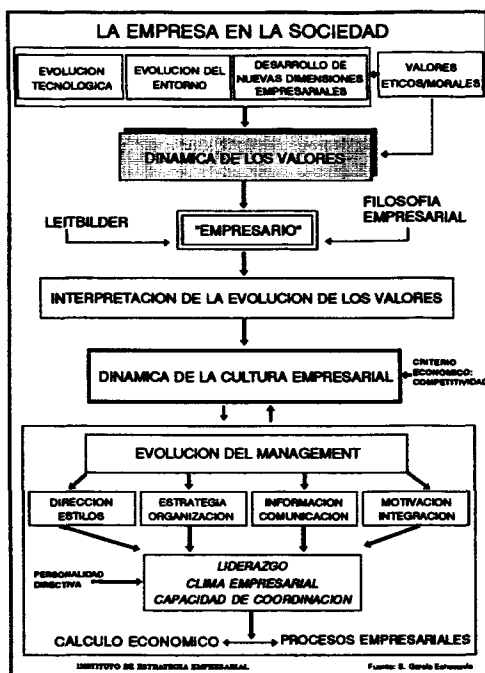 LA EMPRESA EN LA SOCIEDAD
EVOLUCION
TECNOLOGICA
EVOLUCION DEL
ENTORNO
DESARROLLO DE
NUEVAS DIMENSIONES
EMPRESARIALES
VALORES
ETICOS/MORALES
DINAMICA DE LOS VALORES
LEITBILDER
"EMPRESARIO"
FILOSOFIA
EMPRESARIAL
INTERPRETACION DE LA EVOLUCION DE LOS VALORES
DINAMICA DE LA CULTURA EMPRESARIAL
CRITERIO
ECONOMICO:
COMPETITIVIDAD
EVOLUCION DEL MANAGEMENT
DIRECCION
ESTILOS
ESTRATEGIA
ORGANIZACION
INFORMACION
COMUNICACION
MOTIVACION
INTEGRACION
PERSONALIDAD
DIRECTIVA
LIDERAZGO
CLIMA EMPRESARIAL
CAPACIDAD DE COORDINACION
CALCULO ECONOMICO
PROCESOS EMPRESARIALES
INSTITUTO DE ESTRATEGIA EMPRESARIAL
Fuente: S. García Echevarría